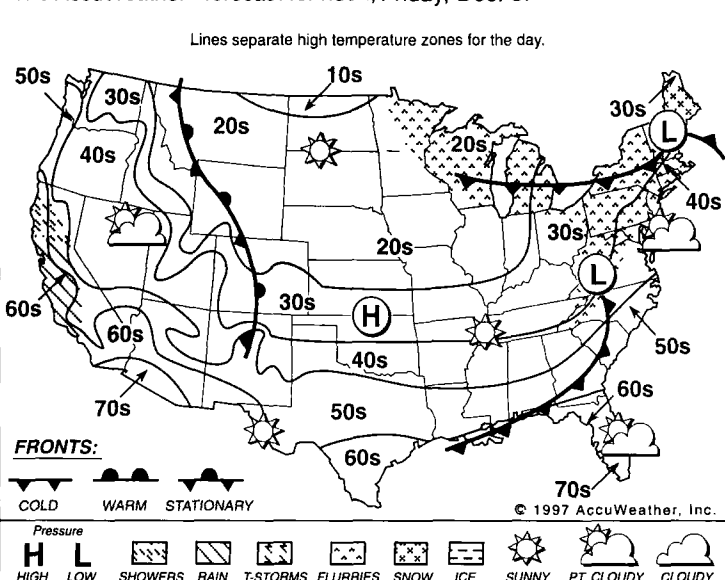 Lines separate high temperature zones for the day.
50s
10s
30s
20s
40s
30s
20s
L
40s
20s
30s
60s
L
30s
H
60s
40s
50s
70s
50s
60s
60s
70s
FRONTS:
COLD WARM STATIONARY
© 1997 AccuWeather, Inc.
Pressure
H L
HIGH LOW SHOWERS RAIN T-STORMS FLURRIES SNOW ICE SUNNY PT. CLOUDY CLOUDY